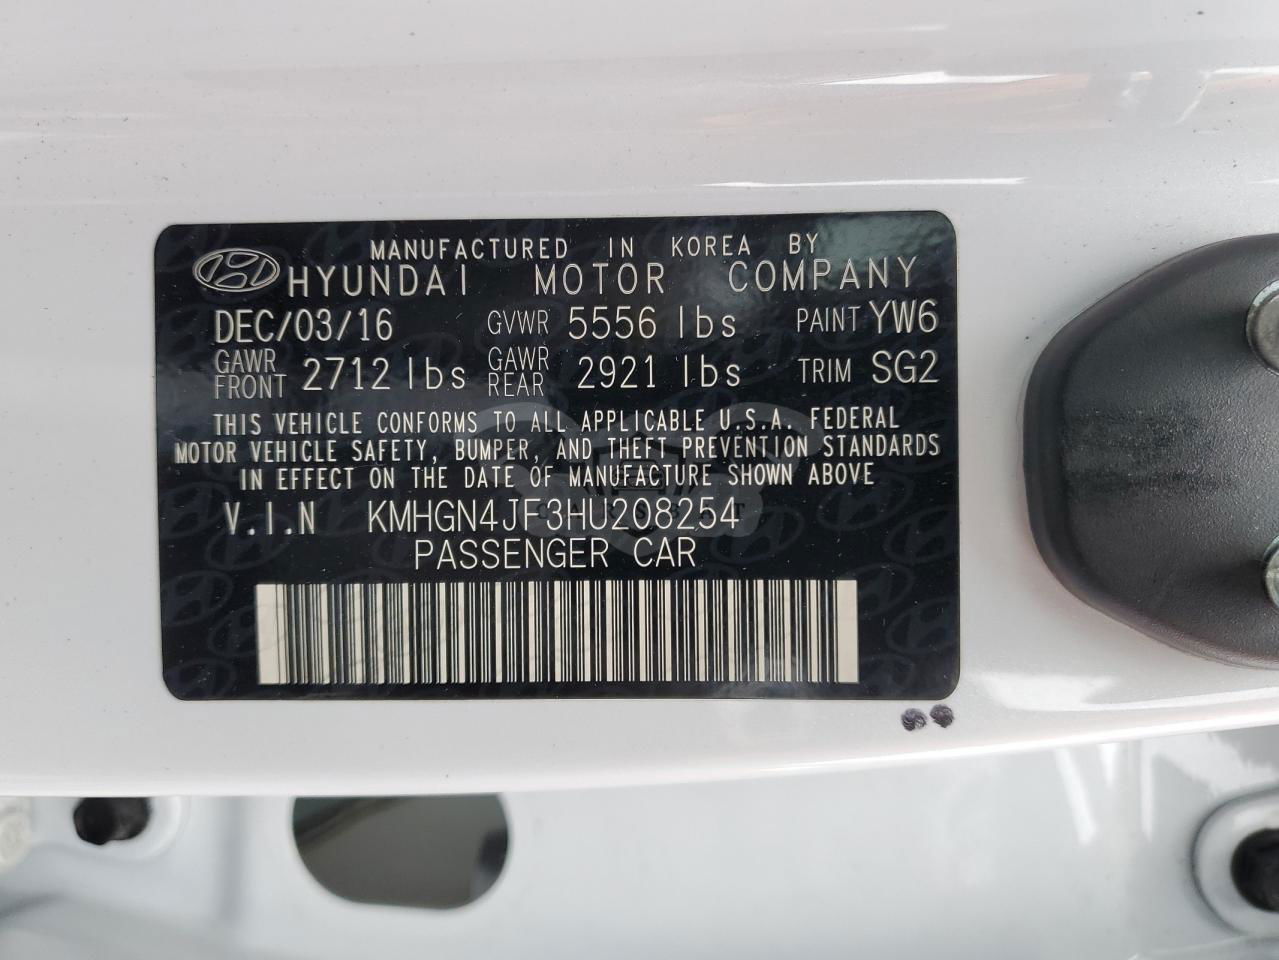 MANUFACTURED IN KOREA BY
HYUNDAI MOTOR COMPANY
DEC/03/16 GVWR 5556 lbs PAINT YW6
GAWR FRONT 2712 lbs GAWR REAR 2921 lbs TRIM SG2
THIS VEHICLE CONFORMS TO ALL APPLICABLE U.S.A. FEDERAL
MOTOR VEHICLE SAFETY, BUMPER, AND THEFT PREVENTION STANDARDS
IN EFFECT ON THE DATE OF MANUFACTURE SHOWN ABOVE
V.I.N KMHGN4JF3HU208254
PASSENGER CAR